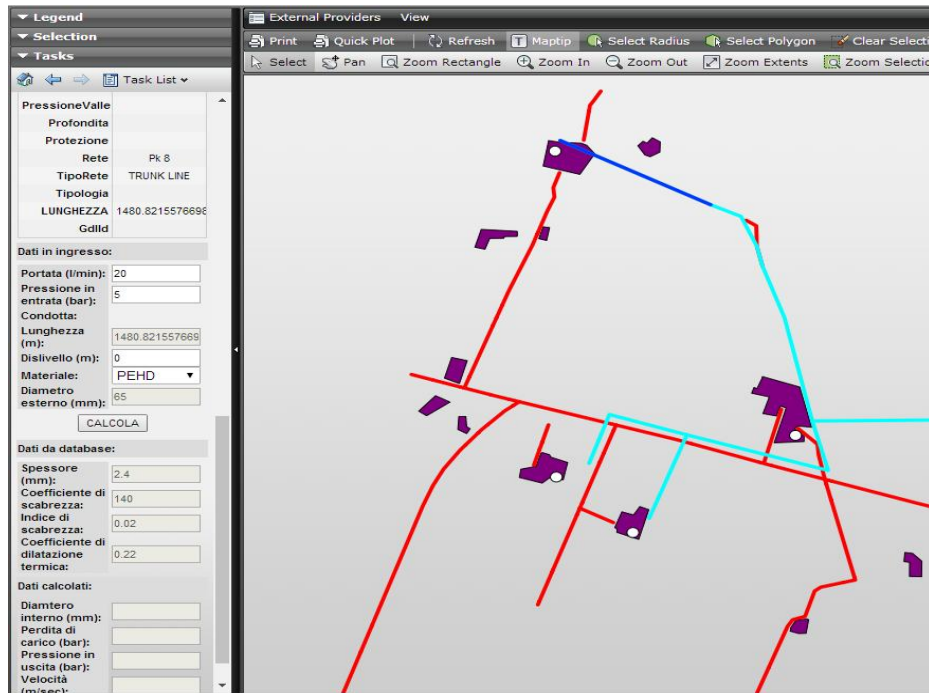 Legend
Selection
Tasks
Task List
PressioneValle
Profondita
Protezione
Rete Pk 8
TipoRete TRUNK LINE
Tipologia
LUNGHEZZA 1480.8215576698
GdIId
Dati in ingresso:
Portata (l/min): 20
Pressione in
entrata (bar): 5
Condotta:
Lunghezza
(m): 1480.821557669
Dislivello (m): 0
Materiale: PEHD
Diametro
esterno (mm): 65
CALCOLA
Dati da database:
Spessore
(mm): 2.4
Coefficiente di
scabrezza: 140
Indice di
scabrezza: 0.02
Coefficiente di
dilatazione
termica: 0.22
Dati calcolati:
Diamtero
interno (mm):
Perdita di
carico (bar):
Pressione in
uscita (bar):
Velocità
(m/sec):
External Providers View
Print Quick Plot Refresh Maptip Select Radius Select Polygon Clear Selecti
Select Pan Zoom Rectangle Zoom In Zoom Out Zoom Extents Zoom Selectio